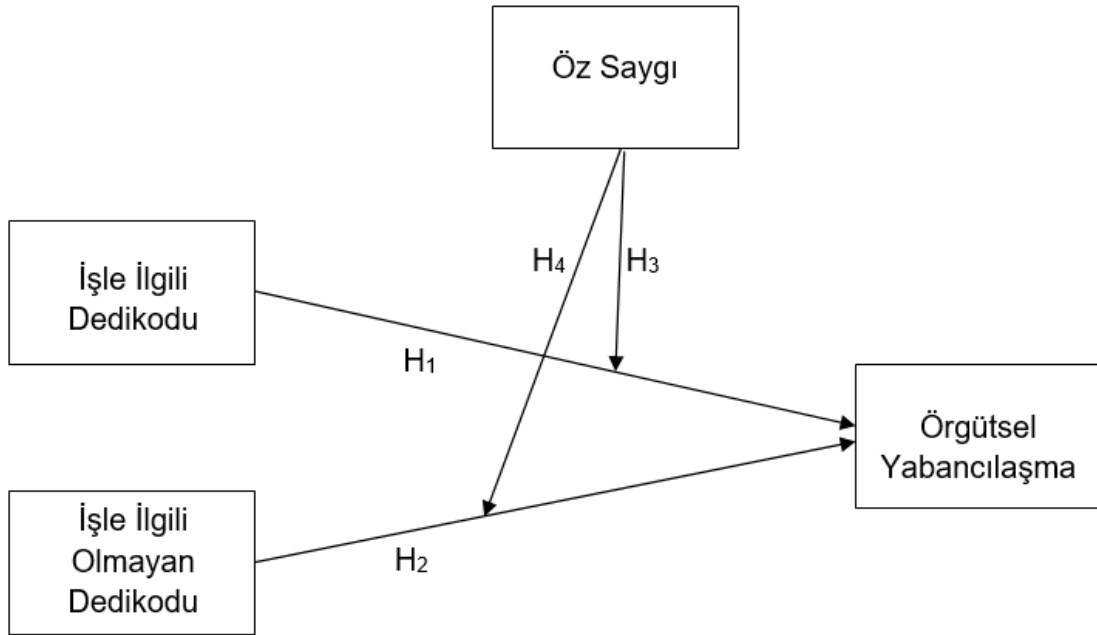 Öz Saygı
İşle İlgili
Dedikodu
H4
H3
H1
Örgütsel
Yabancılaşma
İşle İlgili
Olmayan
Dedikodu
H2